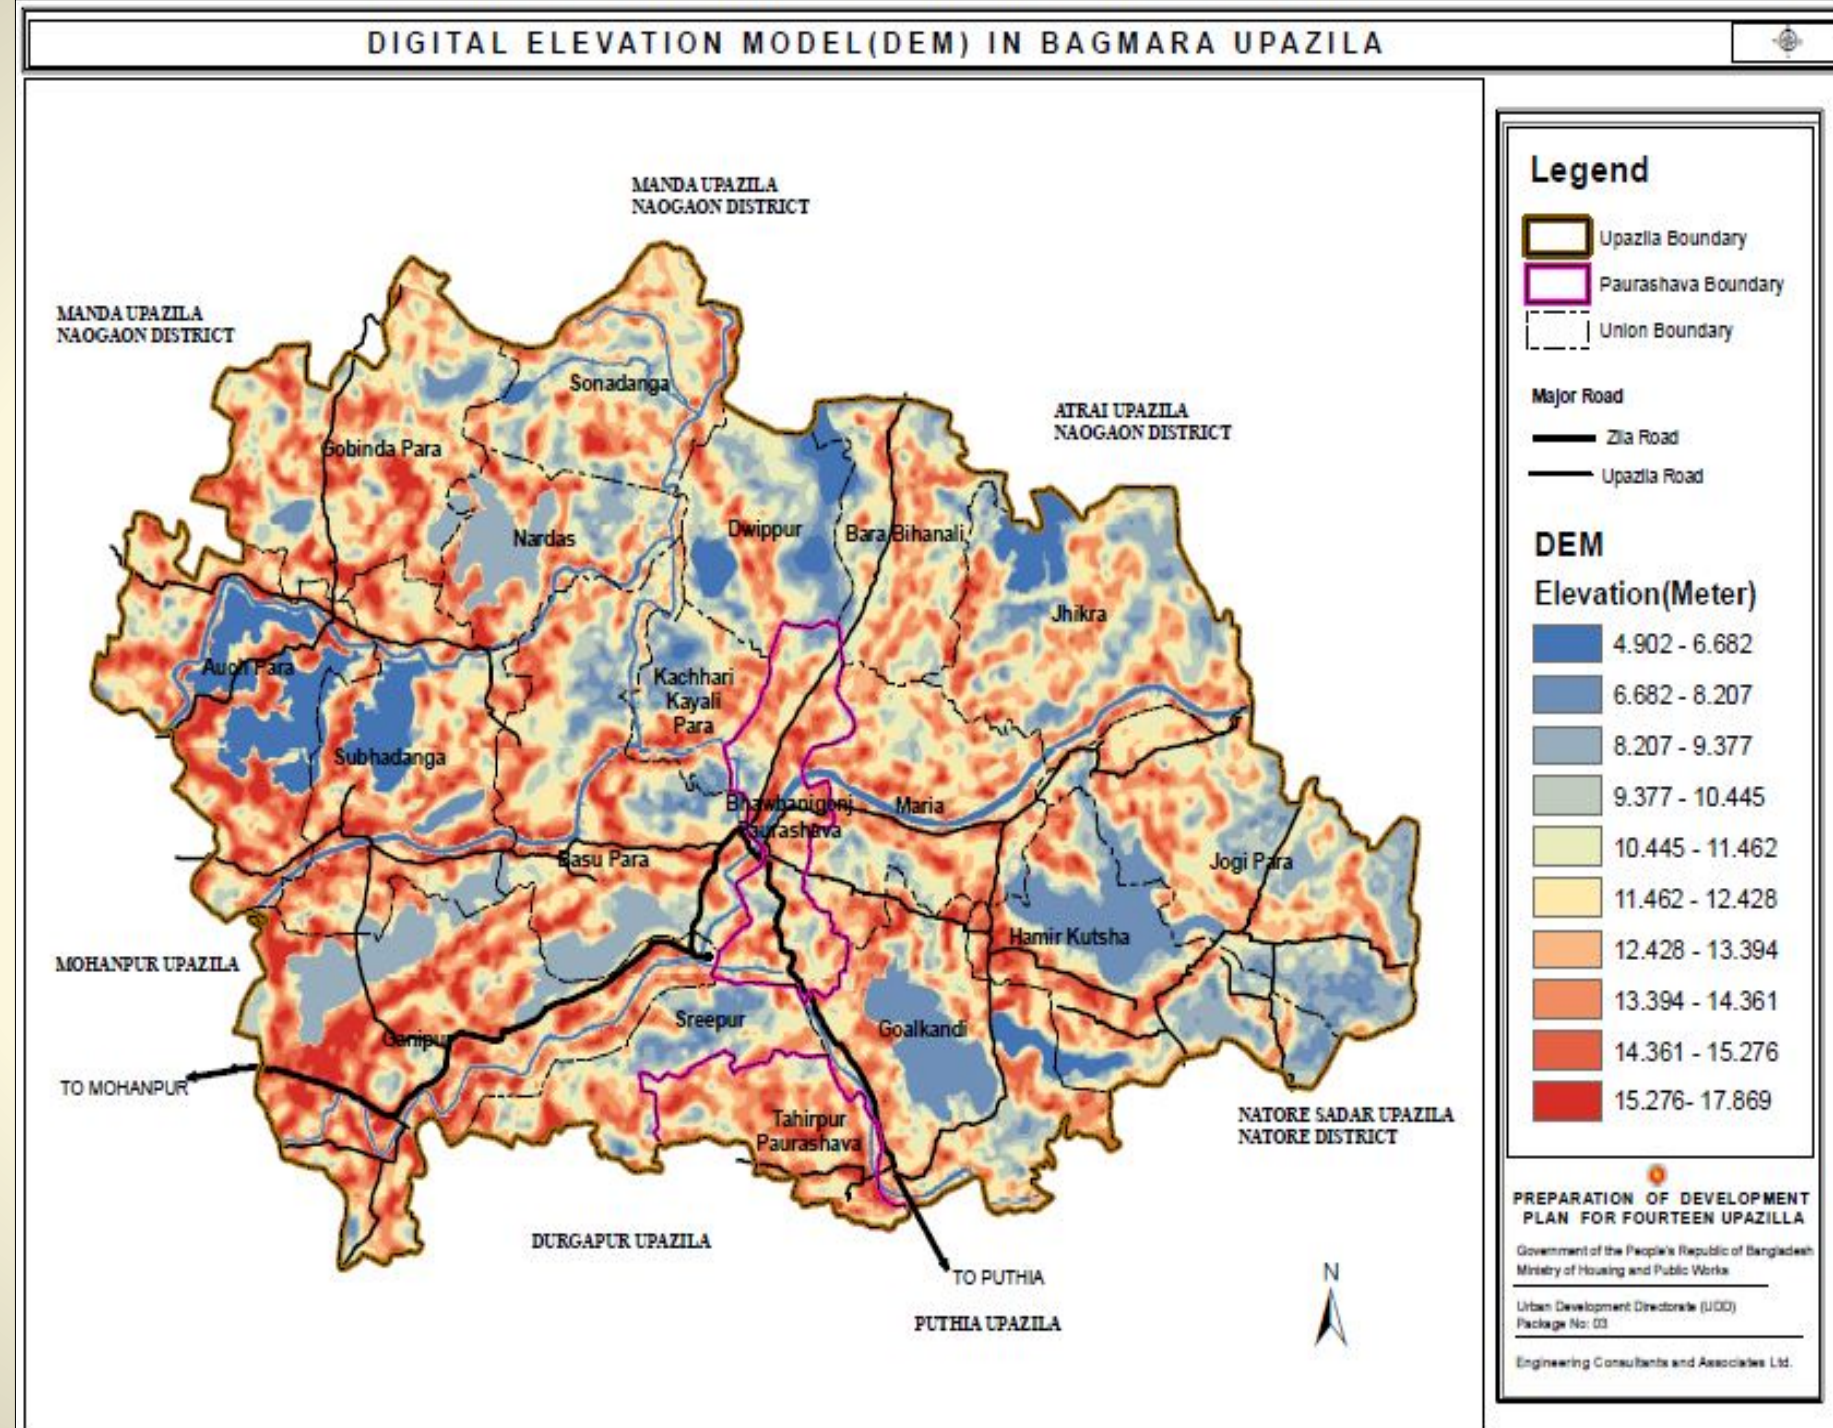 DIGITAL ELEVATION MODEL(DEM) IN BAGMARA UPAZILA
MANDA UPAZILA
NAOGAON DISTRICT
MANDA UPAZILA
NAOGAON DISTRICT
ATRAI UPAZILA
NAOGAON DISTRICT
Sonadanga
Gobinda Para
Nardas
Dwippur
Bara Bihanali
Jhikra
Auch Para
Kachhari
Kayali
Para
Subhadanga
Bhawbanigonj
Paurashava
Maria
Basu Para
Jogi Para
Hamir Kutsha
MOHANPUR UPAZILA
Sreepur
Goalkandi
Ganipur
TO MOHANPUR
Tahirpur
Paurashava
NATORE SADAR UPAZILA
NATORE DISTRICT
DURGAPUR UPAZILA
TO PUTHIA
PUTHIA UPAZILA
N
Legend
Upazila Boundary
Paurashava Boundary
Union Boundary
Major Road
Zila Road
Upazila Road
DEM
Elevation(Meter)
4.902 - 6.682
6.682 - 8.207
8.207 - 9.377
9.377 - 10.445
10.445 - 11.462
11.462 - 12.428
12.428 - 13.394
13.394 - 14.361
14.361 - 15.276
15.276- 17.869
PREPARATION OF DEVELOPMENT
PLAN FOR FOURTEEN UPAZILLA
Government of the People's Republic of Bangladesh
Ministry of Housing and Public Works
Urban Development Directorate (UDD)
Package No: 03
Engineering Consultants and Associates Ltd.